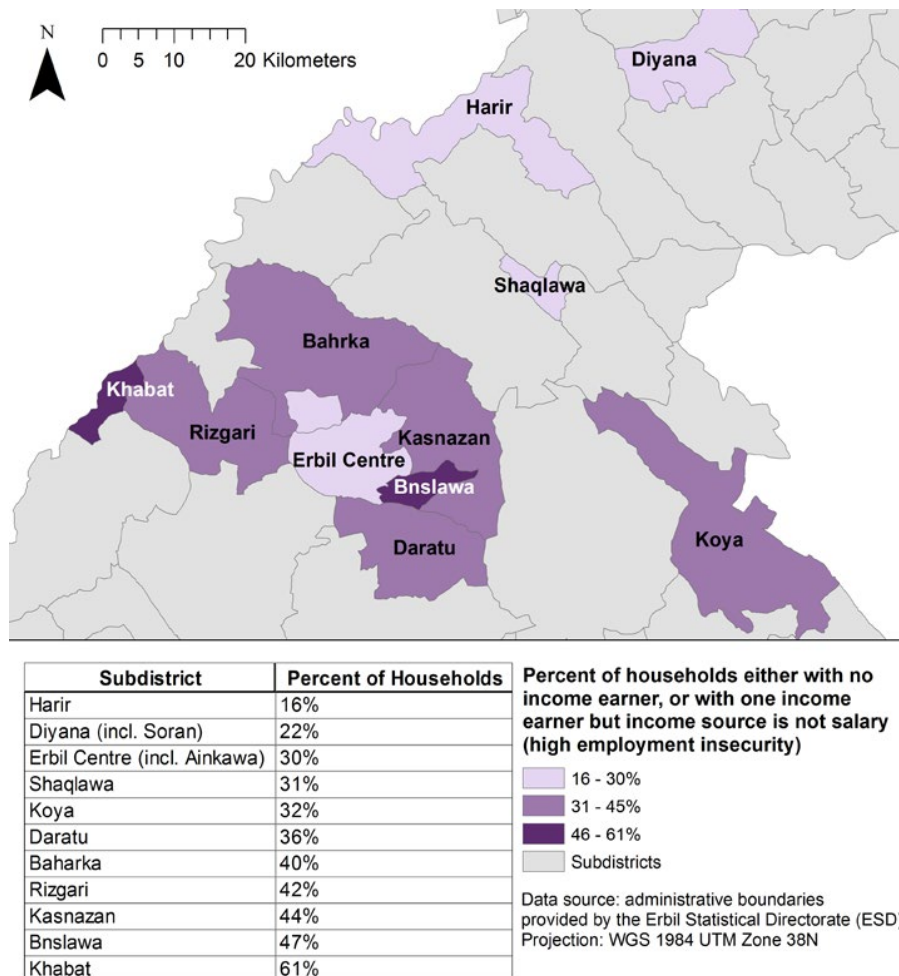 N
0 5 10 20 Kilometers
Diyana
Harir
Shaqlawa
Bahrka
Khabat
Rizgari
Kasnazan
Erbil Centre
Bnslawa
Daratu
Koya
Subdistrict Percent of Households
Harir 16%
Diyana (incl. Soran) 22%
Erbil Centre (incl. Ainkawa) 30%
Shaqlawa 31%
Koya 32%
Daratu 36%
Baharka 40%
Rizgari 42%
Kasnazan 44%
Bnslawa 47%
Khabat 61%
Percent of households either with no
income earner, or with one income
earner but income source is not salary
(high employment insecurity)
16 - 30%
31 - 45%
46 - 61%
Subdistricts
Data source: administrative boundaries
provided by the Erbil Statistical Directorate (ESD)
Projection: WGS 1984 UTM Zone 38N